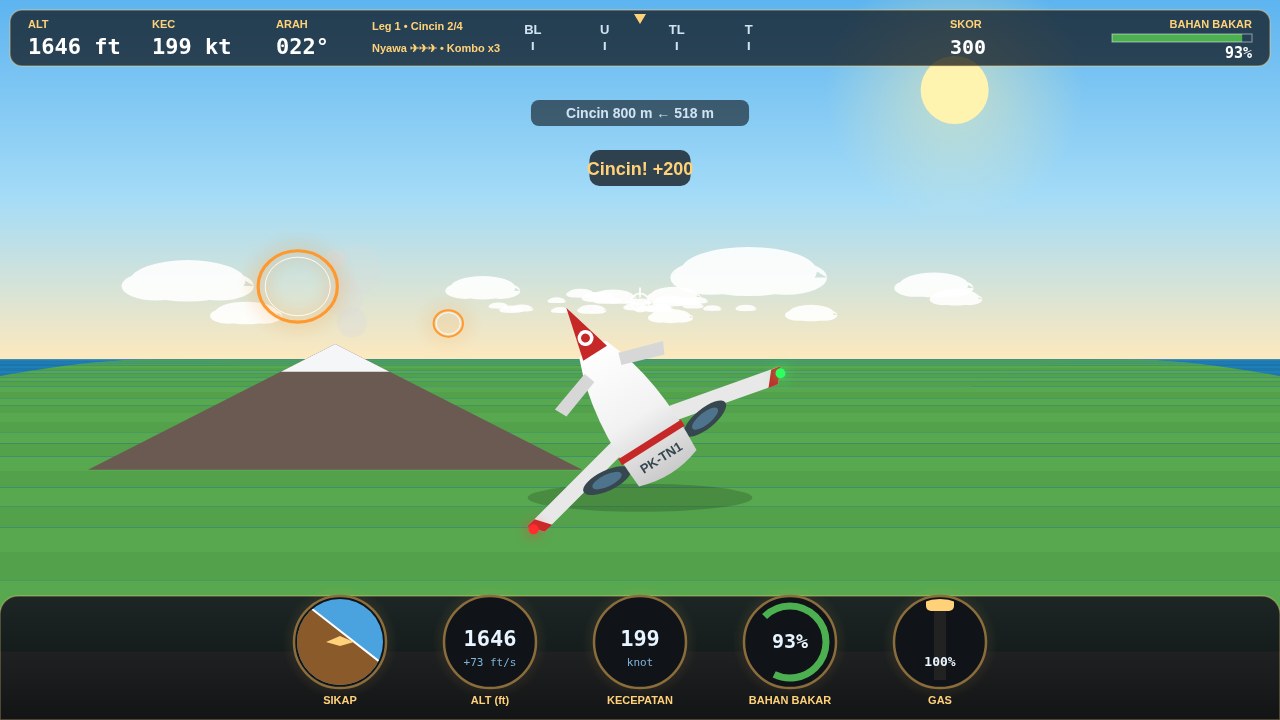 ALT
1646 ft
KEC
199 kt
ARAH
022°
Leg 1 • Cincin 2/4
Nyawa ✈✈✈ • Kombo x3
BL U TL T
SKOR
300
BAHAN BAKAR
93%
Cincin 800 m ← 518 m
Cincin! +200
PK-TN1
SIKAP
1646
+73 ft/s
ALT (ft)
199
knot
KECEPATAN
93%
BAHAN BAKAR
100%
GAS